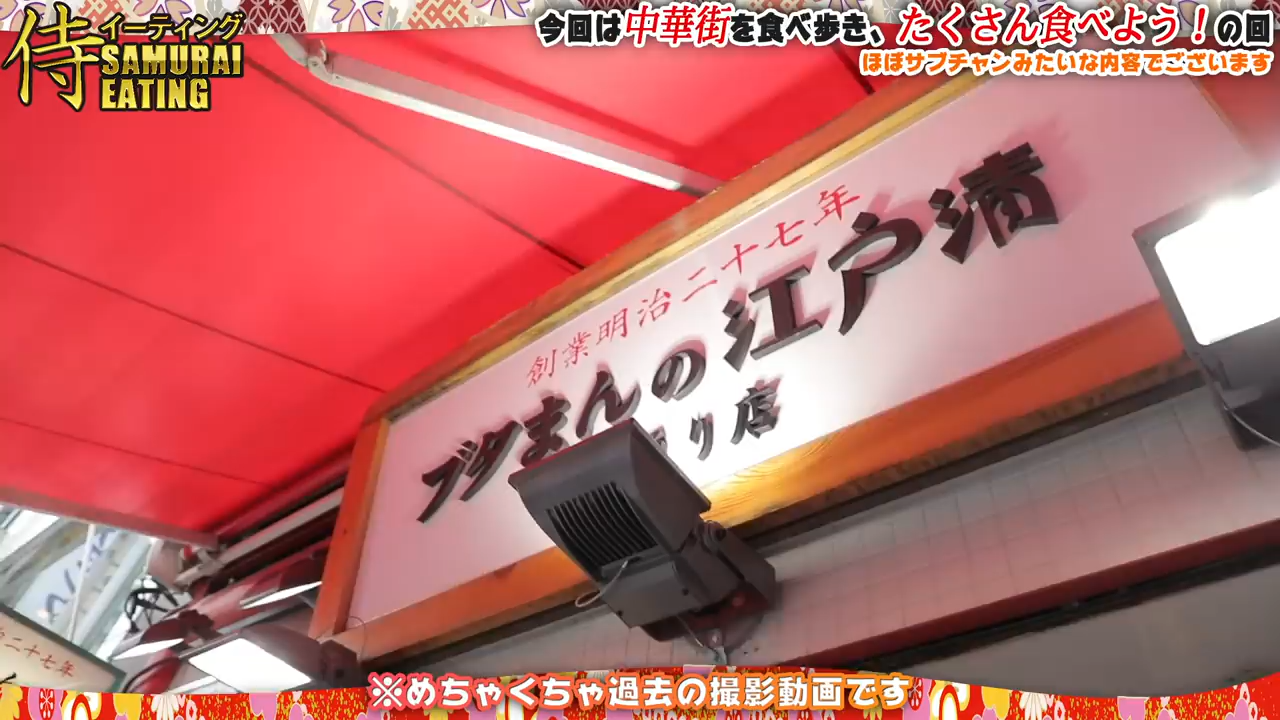 侍イーティング
SAMURAI
EATING
今回は中華街を食べ歩き、たくさん食べよう！の回
ほぼサブチャンみたいな内容でございます
創業明治二十七年
ブタまんの江戸清
り店
二十七年
※めちゃくちゃ過去の撮影動画です